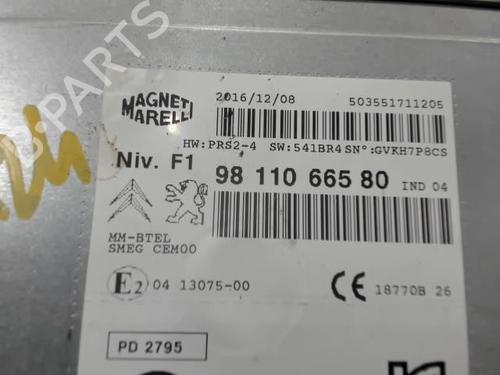 MAGNETI MARELLI
2016/12/08 503551711205
HW:PRS2-4 SW:541BR4 SN°:GVKH7P8CS
Niv. F1 98 110 665 80 IND 04
MM-BTEL
SMEG CEM00
E2 04 13075-00 CE 18770B 26
PD 2795
B-PARTS